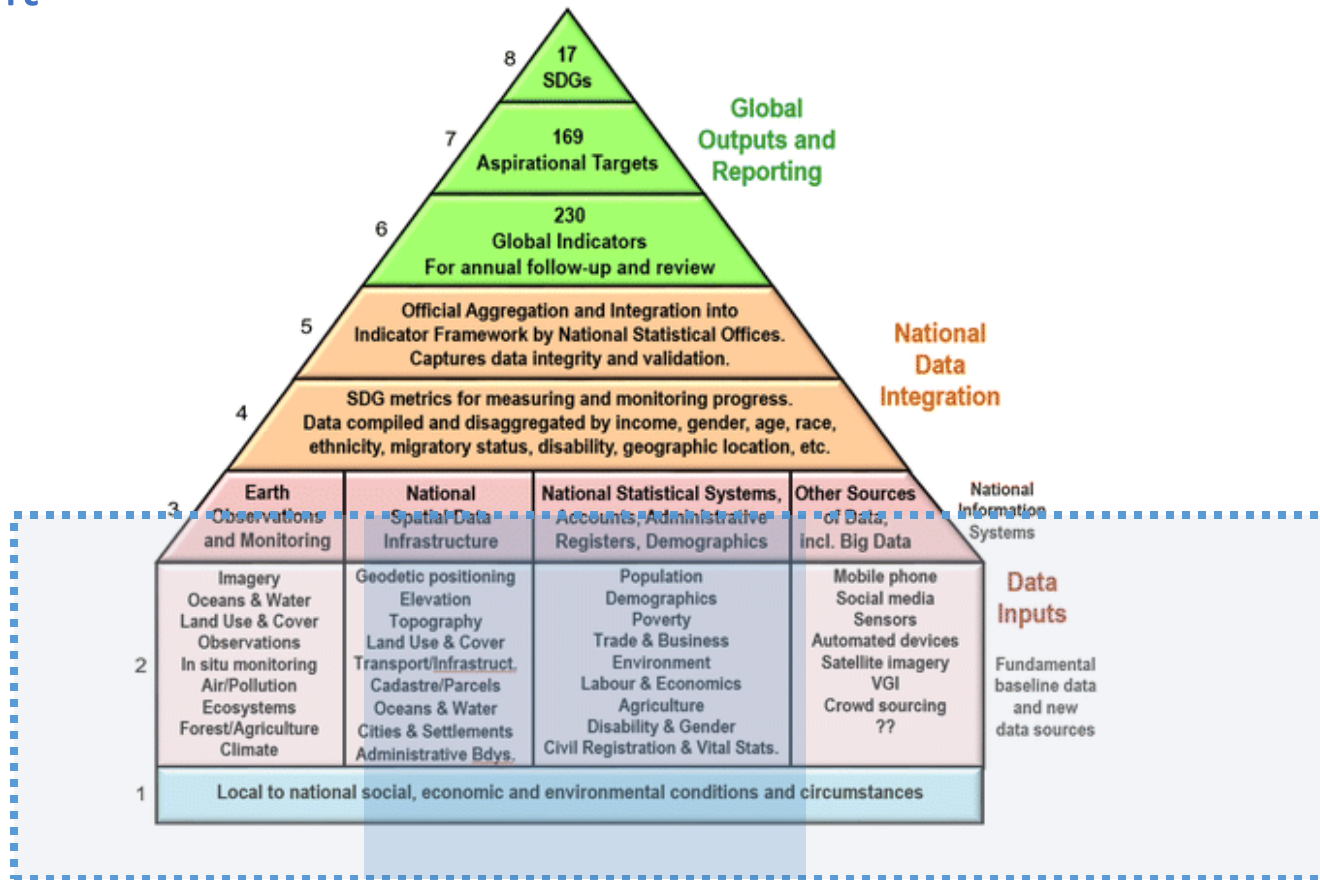 8
17
SDGs
7
169
Aspirational Targets
Global
Outputs and
Reporting
6
230
Global Indicators
For annual follow-up and review
5
Official Aggregation and Integration into
Indicator Framework by National Statistical Offices.
Captures data integrity and validation.
National
Data
Integration
4
SDG metrics for measuring and monitoring progress.
Data compiled and disaggregated by income, gender, age, race,
ethnicity, migratory status, disability, geographic location, etc.
3
Earth
Observations
and Monitoring
National
Spatial Data
Infrastructure
National Statistical Systems,
Accounts, Administrative
Registers, Demographics
Other Sources
of Data,
incl. Big Data
National
Information
Systems
2
Imagery
Oceans & Water
Land Use & Cover
Observations
In situ monitoring
Air/Pollution
Ecosystems
Forest/Agriculture
Climate
Geodetic positioning
Elevation
Topography
Land Use & Cover
Transport/Infrastruct.
Cadastre/Parcels
Oceans & Water
Cities & Settlements
Administrative Bdys.
Population
Demographics
Poverty
Trade & Business
Environment
Labour & Economics
Agriculture
Disability & Gender
Civil Registration & Vital Stats.
Mobile phone
Social media
Sensors
Automated devices
Satellite imagery
VGI
Crowd sourcing
??
Data
Inputs
Fundamental
baseline data
and new
data sources
1
Local to national social, economic and environmental conditions and circumstances